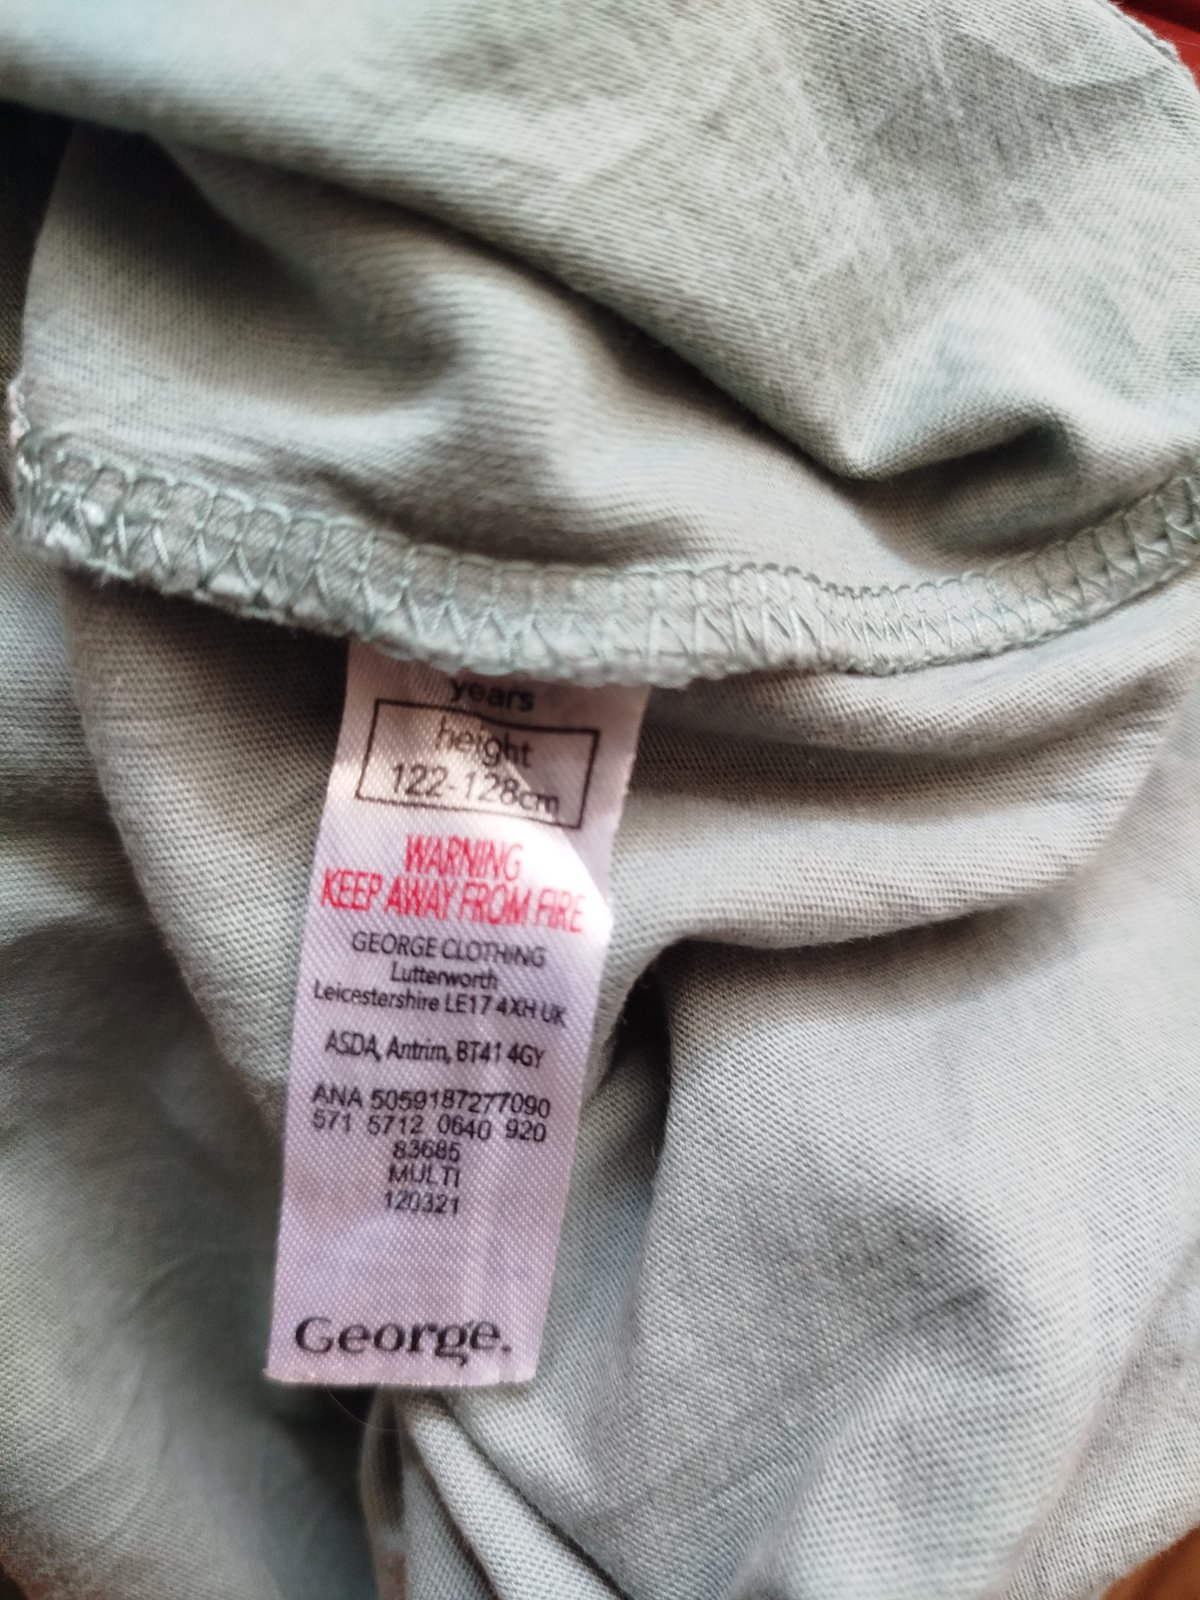 years
height
122-128cm
WARNING
KEEP AWAY FROM FIRE
GEORGE CLOTHING
Lutterworth
Leicestershire LE17 4XH UK
ASDA, Antrim, BT41 4GY
ANA 5059187277090
571 5712 0640 920
83685
MULTI
120321
George.